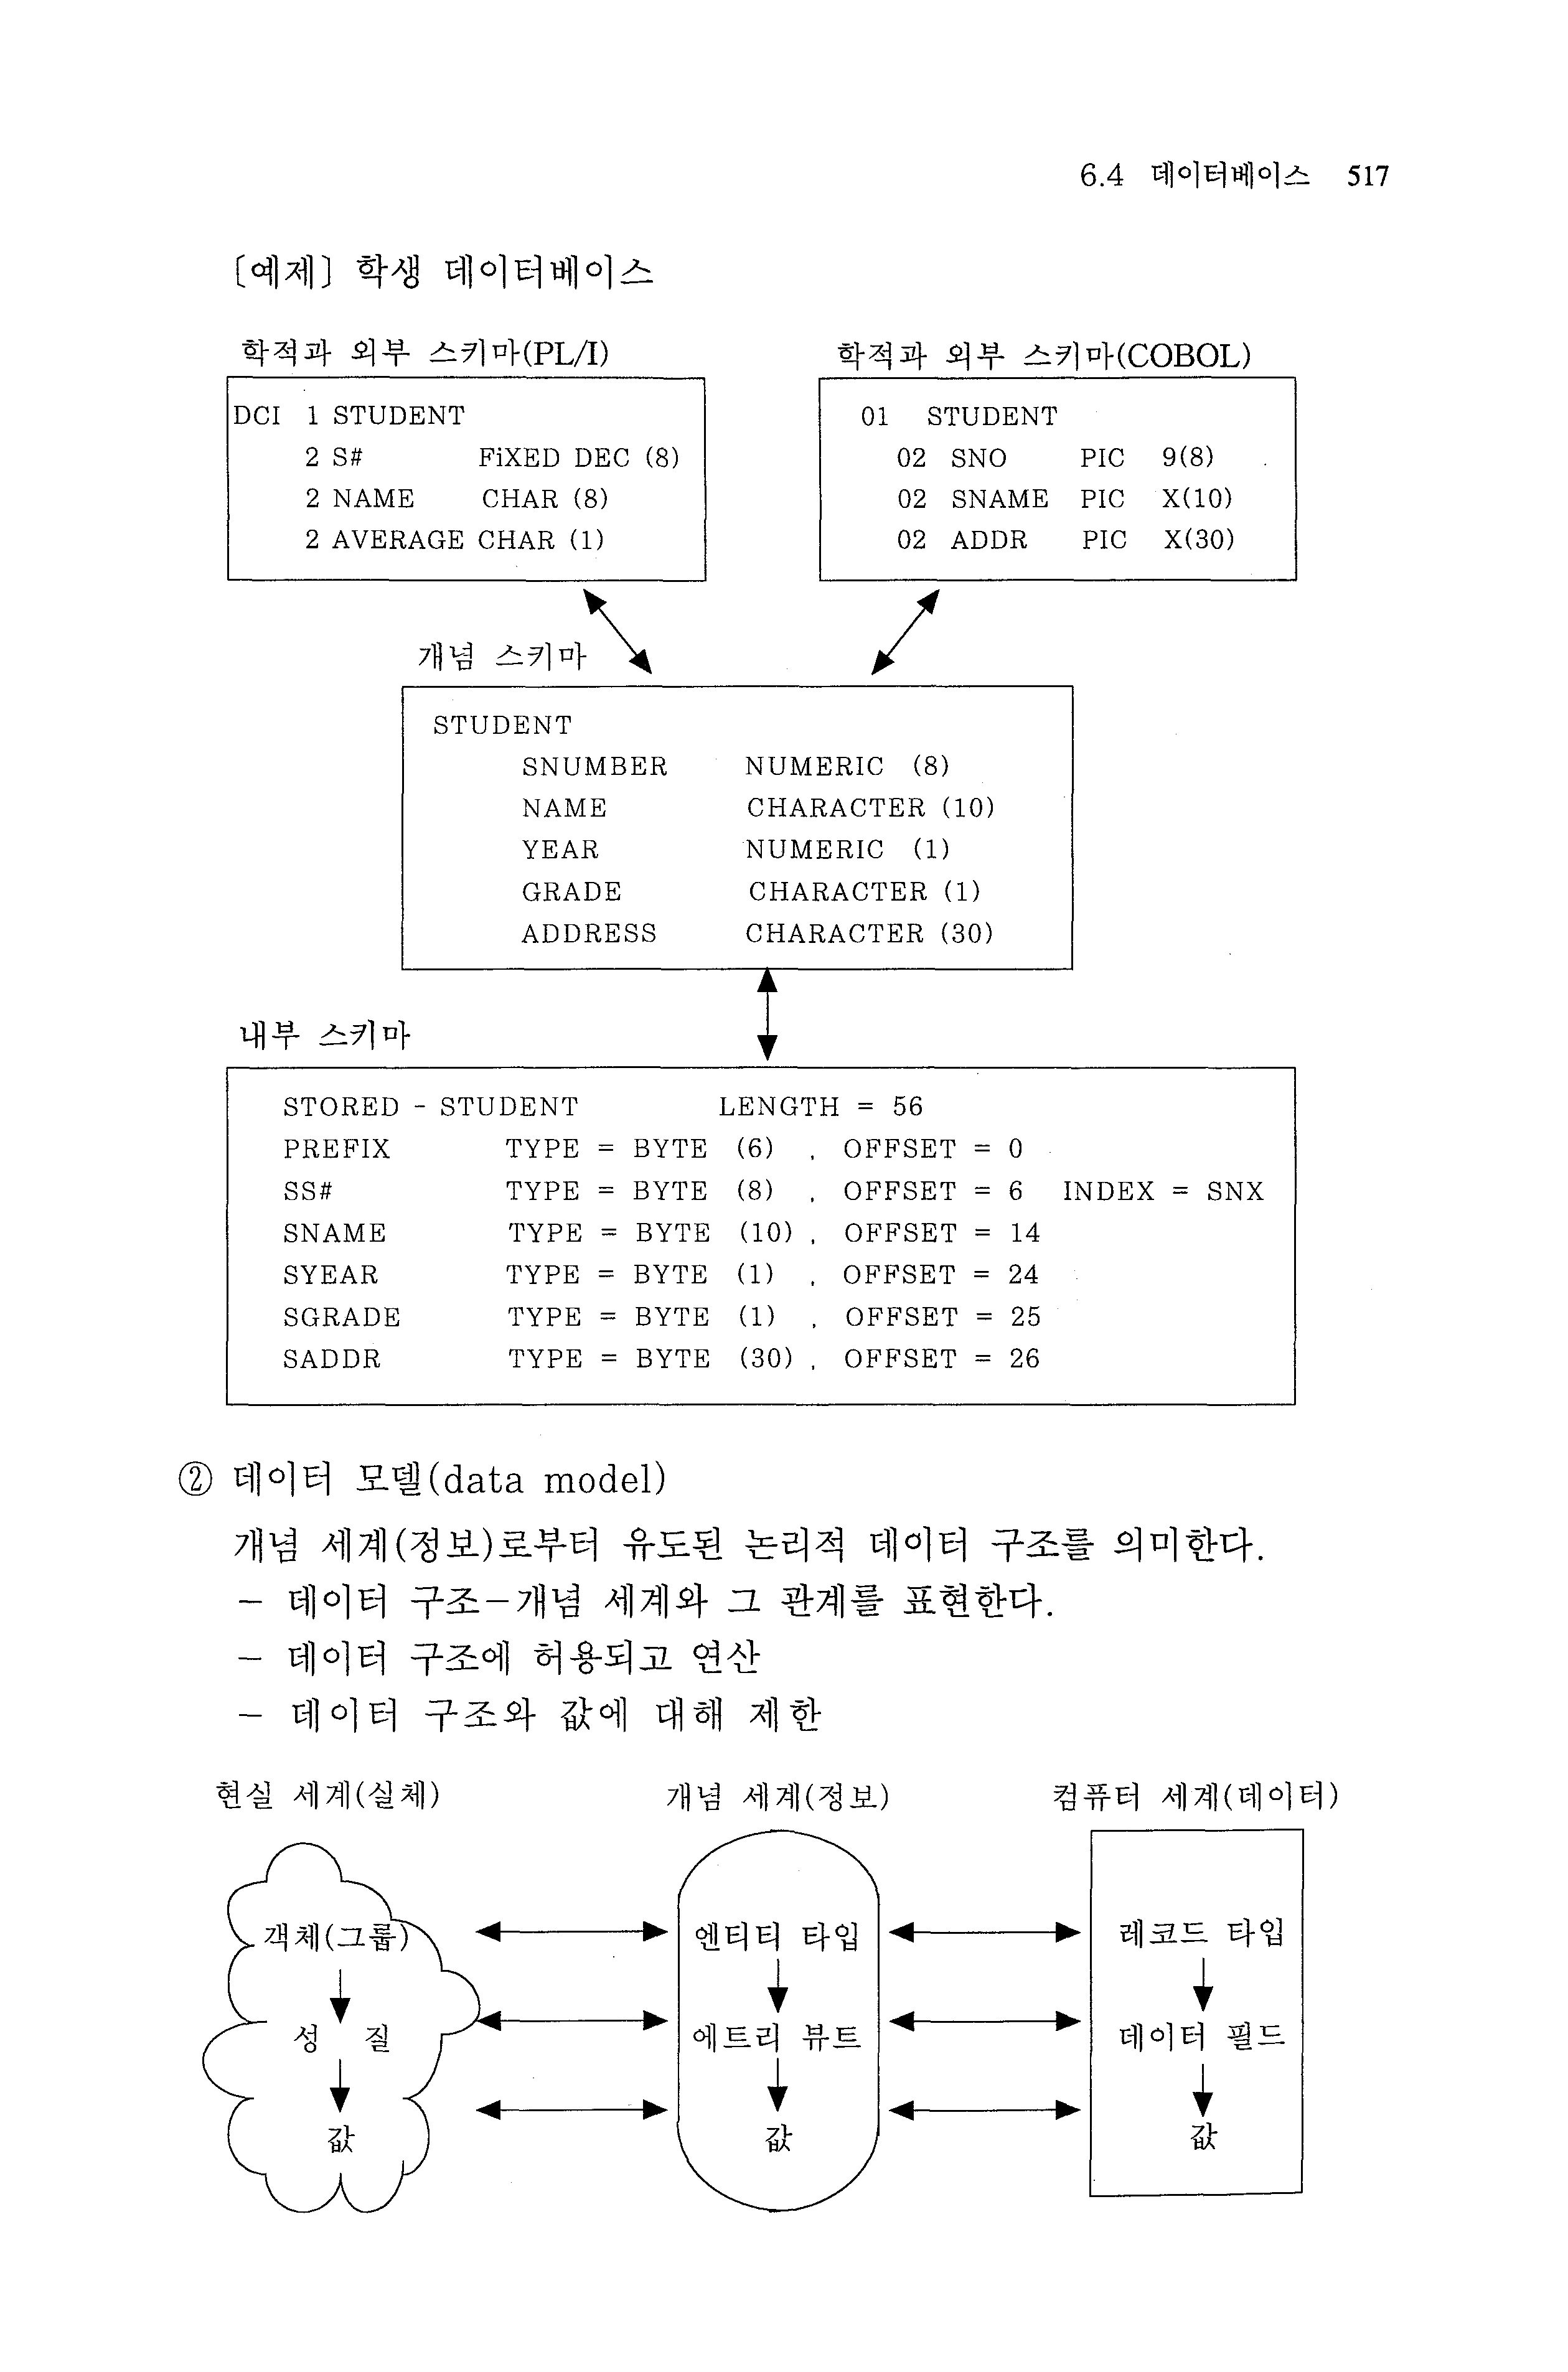 6.4 데이터베이스 517
[예제] 학생 데이터베이스
학적과 외부 스키마(PL/I)
DCI 1 STUDENT
2 S# FiXED DEC (8)
2 NAME CHAR (8)
2 AVERAGE CHAR (1)
학적과 외부 스키마(COBOL)
01 STUDENT
02 SNO PIC 9(8)
02 SNAME PIC X(10)
02 ADDR PIC X(30)
개념 스키마
STUDENT
SNUMBER NUMERIC (8)
NAME CHARACTER (10)
YEAR NUMERIC (1)
GRADE CHARACTER (1)
ADDRESS CHARACTER (30)
내부 스키마
STORED - STUDENT LENGTH = 56
PREFIX TYPE = BYTE (6) , OFFSET = 0
SS# TYPE = BYTE (8) , OFFSET = 6 INDEX = SNX
SNAME TYPE = BYTE (10) , OFFSET = 14
SYEAR TYPE = BYTE (1) , OFFSET = 24
SGRADE TYPE = BYTE (1) , OFFSET = 25
SADDR TYPE = BYTE (30) , OFFSET = 26
② 데이터 모델(data model)
개념 세계(정보)로부터 유도된 논리적 데이터 구조를 의미한다.
- 데이터 구조-개념 세계와 그 관계를 표현한다.
- 데이터 구조에 허용되고 연산
- 데이터 구조와 값에 대해 제한
현실 세계(실체)
객체(그룹)
성 질
값
개념 세계(정보)
엔티티 타입
에트리 뷰트
값
컴퓨터 세계(데이터)
레코드 타입
데이터 필드
값